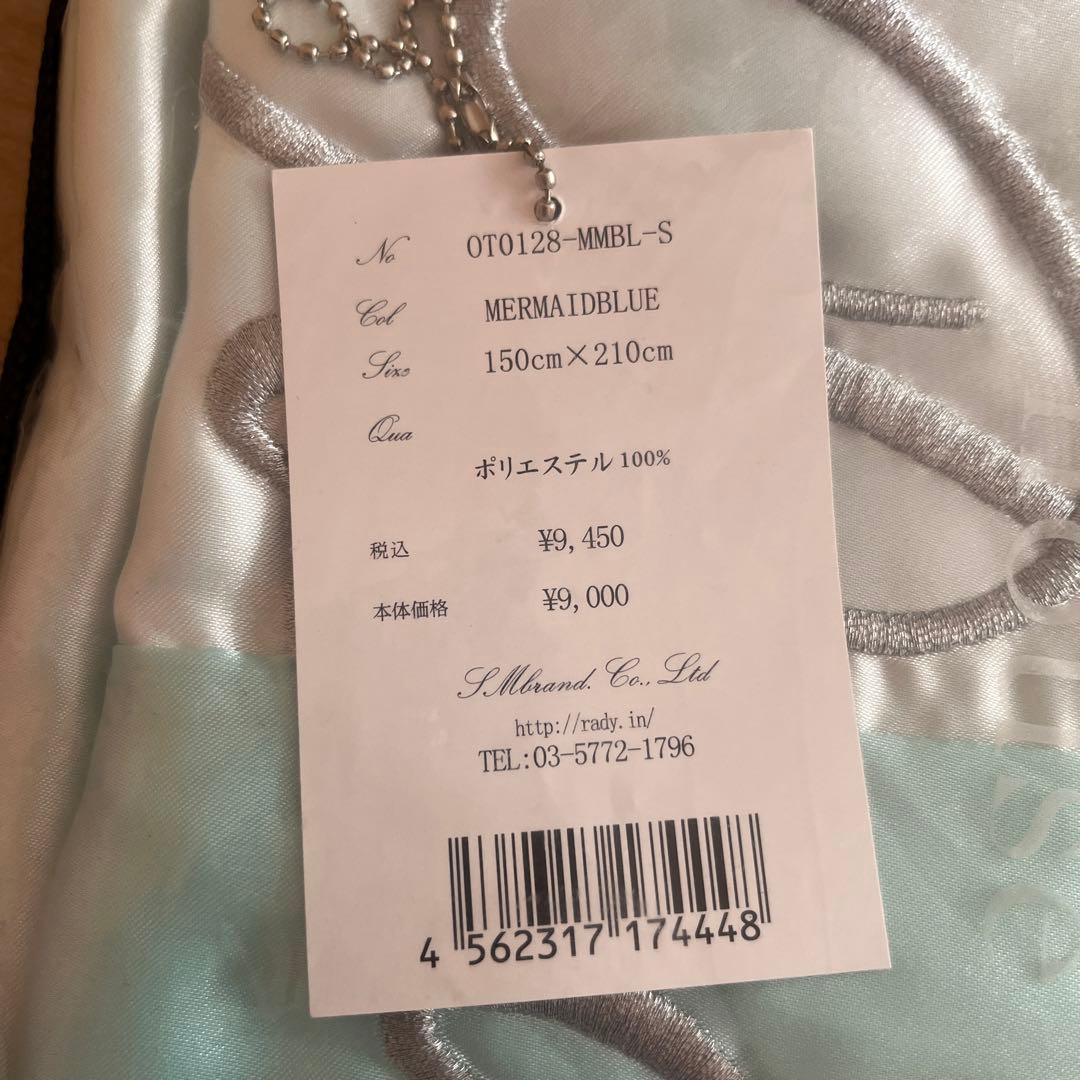 No OT0128-MMBL-S
Col MERMAIDBLUE
Size 150cm×210cm
Qua
ポリエステル100%
税込 ¥9,450
本体価格 ¥9,000
SMbrand. Co., Ltd
http://rady.in/
TEL:03-5772-1796
4 562317 174448